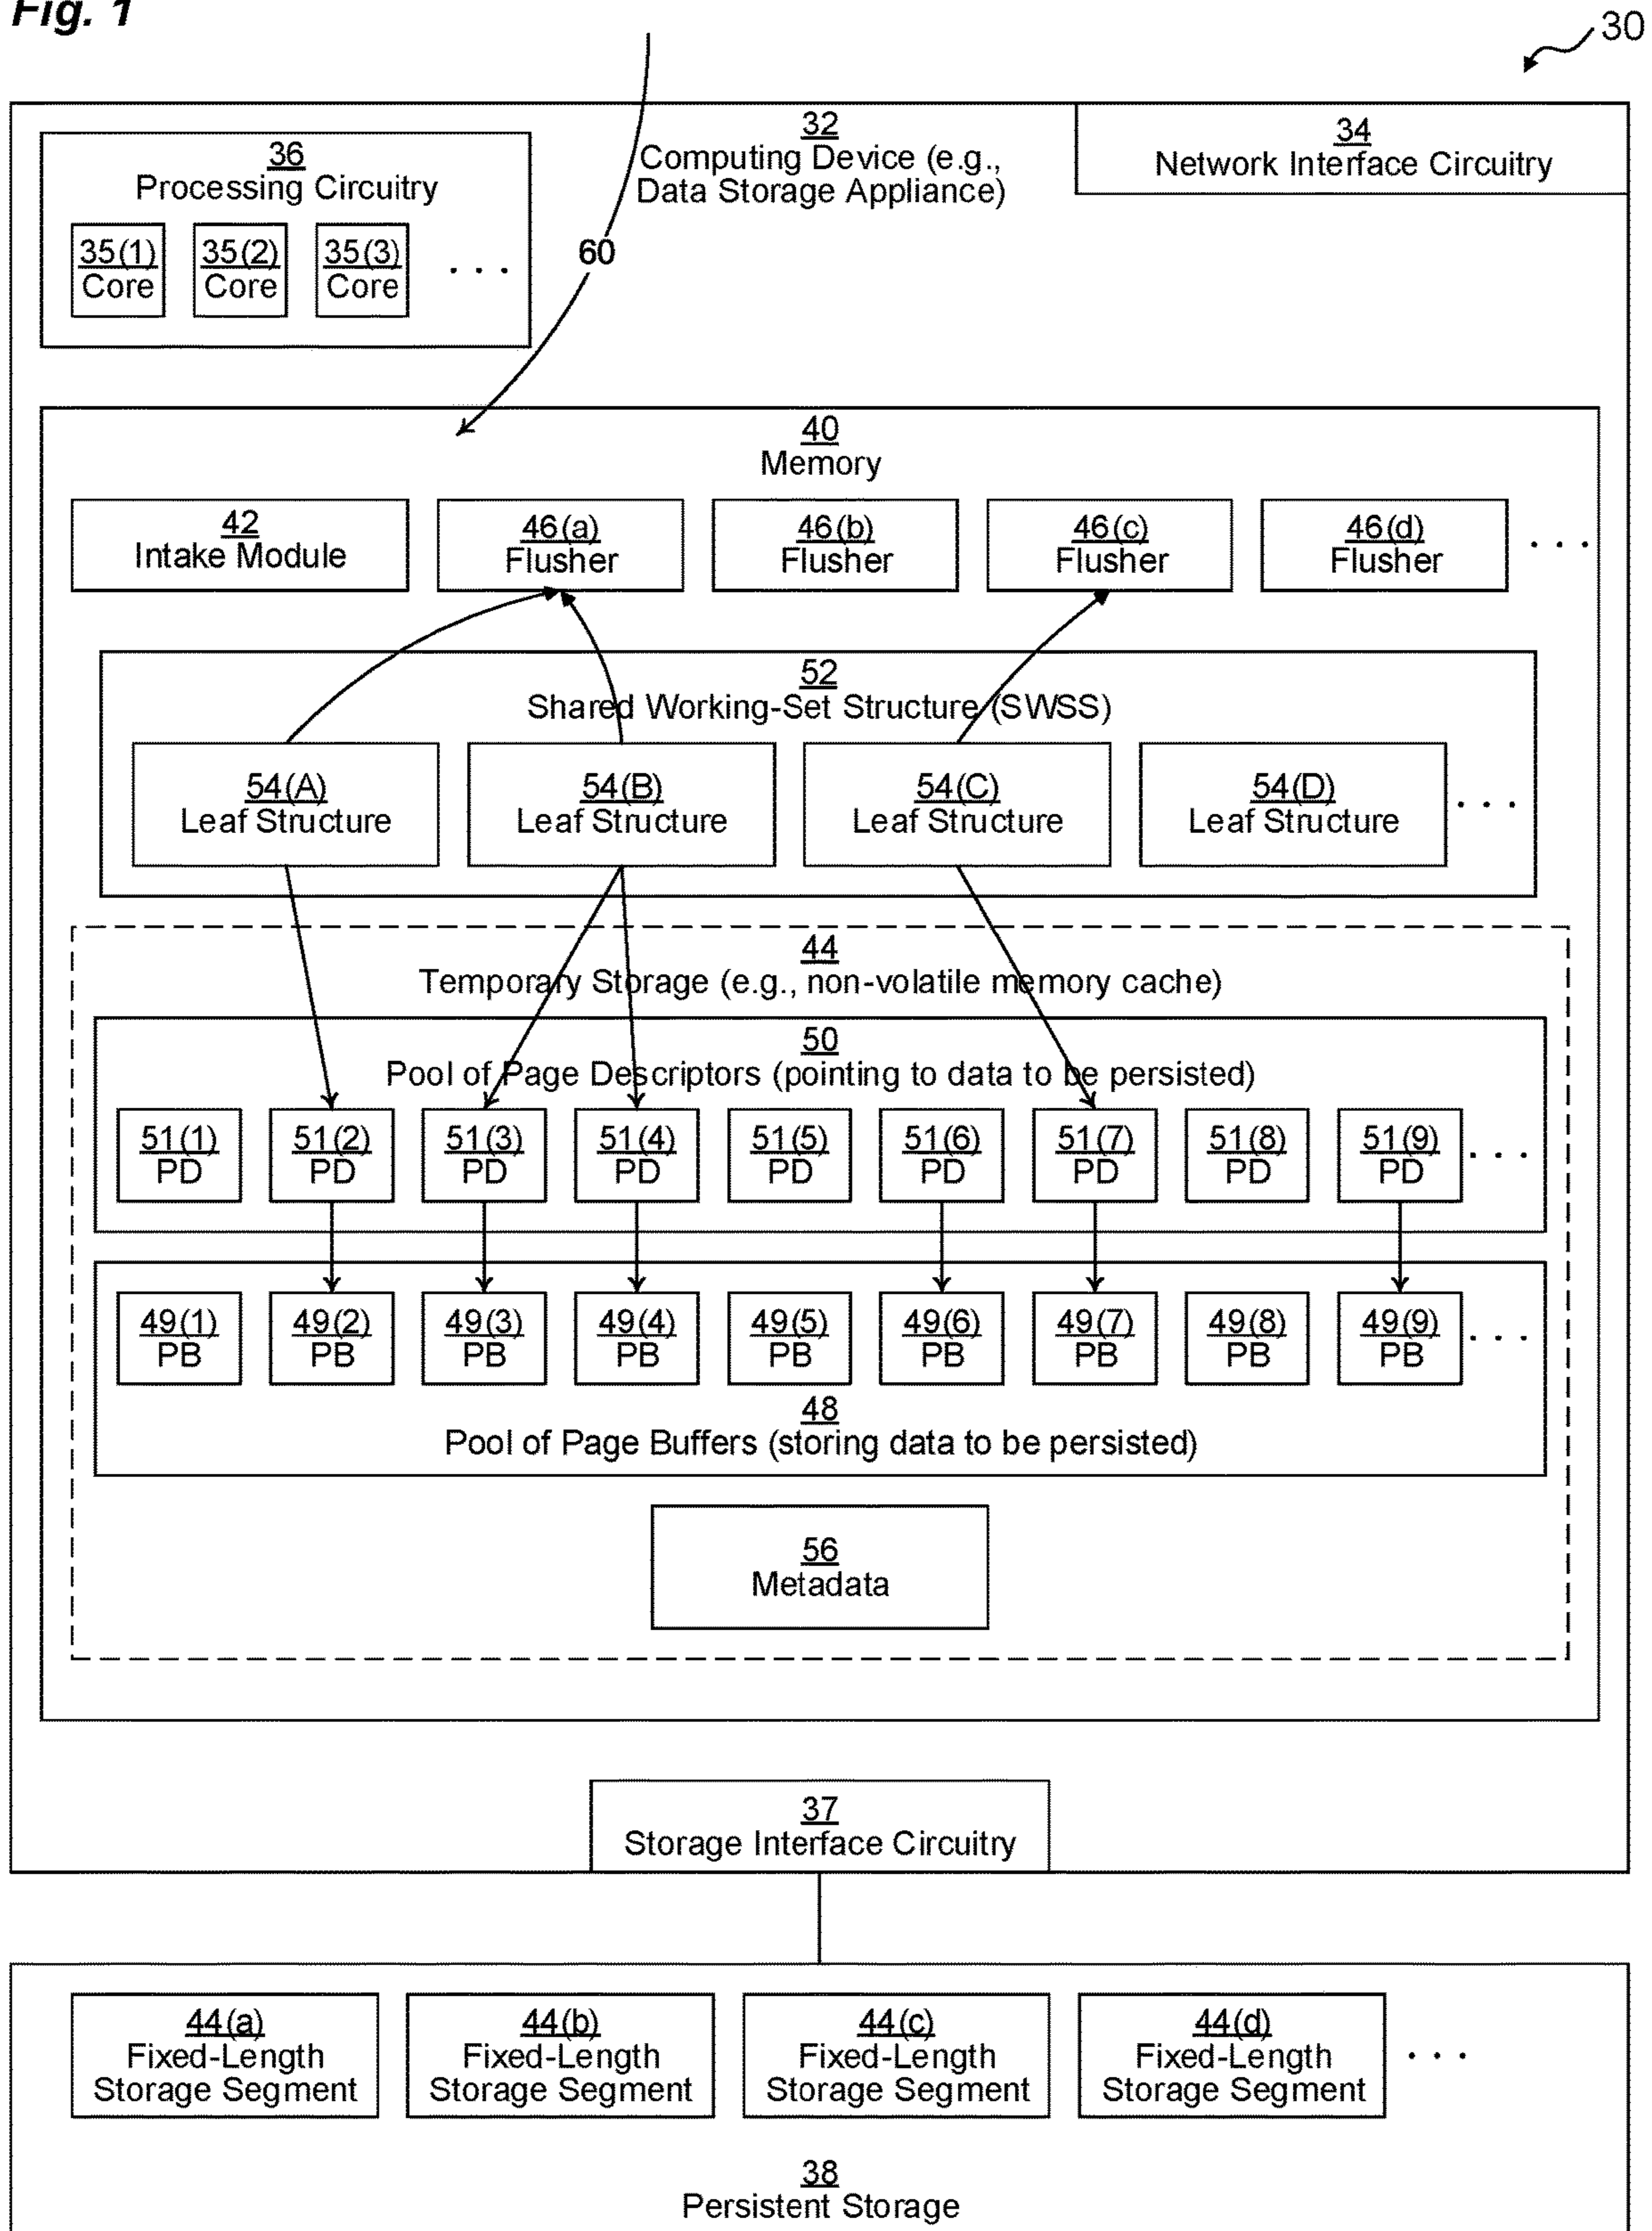 Fig. 1
30
32
Computing Device (e.g.,
Data Storage Appliance)
34
Network Interface Circuitry
36
Processing Circuitry
35(1)
Core
35(2)
Core
35(3)
Core
. . .
60
40
Memory
42
Intake Module
46(a)
Flusher
46(b)
Flusher
46(c)
Flusher
46(d)
Flusher
. . .
52
Shared Working-Set Structure (SWSS)
54(A)
Leaf Structure
54(B)
Leaf Structure
54(C)
Leaf Structure
54(D)
Leaf Structure
. . .
44
Temporary Storage (e.g., non-volatile memory cache)
50
Pool of Page Descriptors (pointing to data to be persisted)
51(1)
PD
51(2)
PD
51(3)
PD
51(4)
PD
51(5)
PD
51(6)
PD
51(7)
PD
51(8)
PD
51(9)
PD
. . .
49(1)
PB
49(2)
PB
49(3)
PB
49(4)
PB
49(5)
PB
49(6)
PB
49(7)
PB
49(8)
PB
49(9)
PB
. . .
48
Pool of Page Buffers (storing data to be persisted)
56
Metadata
37
Storage Interface Circuitry
44(a)
Fixed-Length
Storage Segment
44(b)
Fixed-Length
Storage Segment
44(c)
Fixed-Length
Storage Segment
44(d)
Fixed-Length
Storage Segment
. . .
38
Persistent Storage